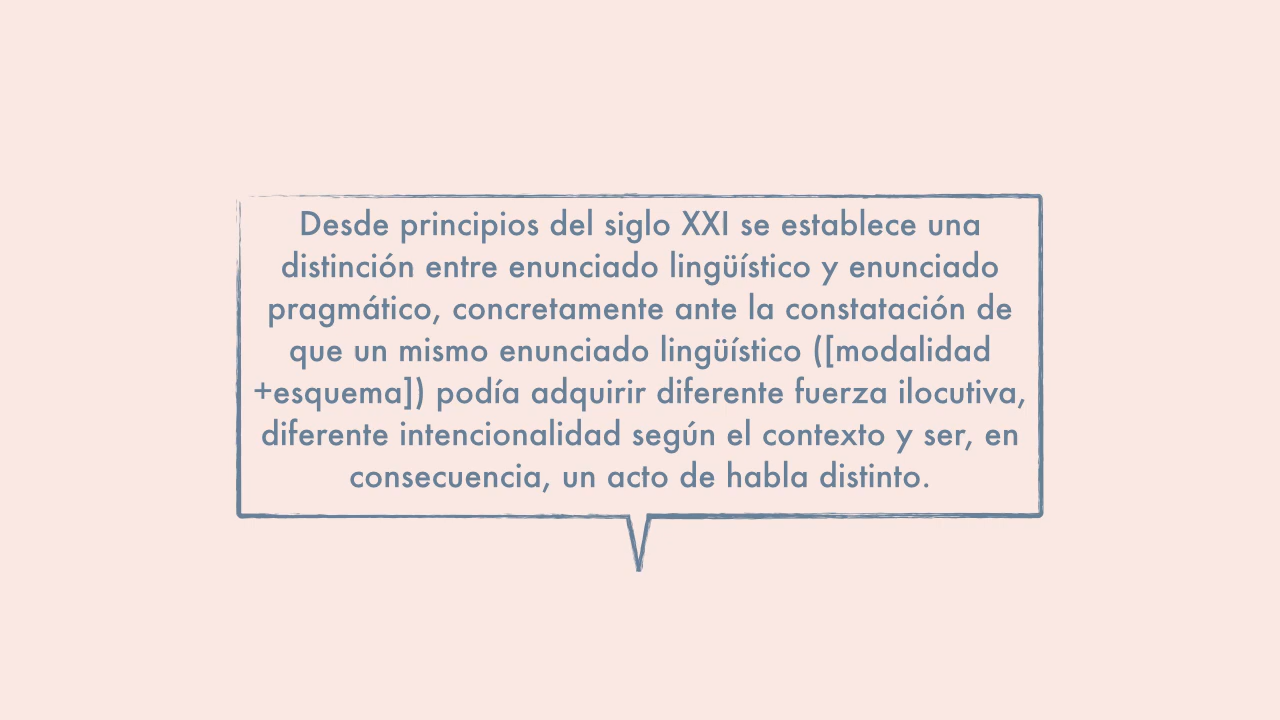 Desde principios del siglo XXI se establece una
distinción entre enunciado lingüístico y enunciado
pragmático, concretamente ante la constatación de
que un mismo enunciado lingüístico ([modalidad
+esquema]) podía adquirir diferente fuerza ilocutiva,
diferente intencionalidad según el contexto y ser, en
consecuencia, un acto de habla distinto.